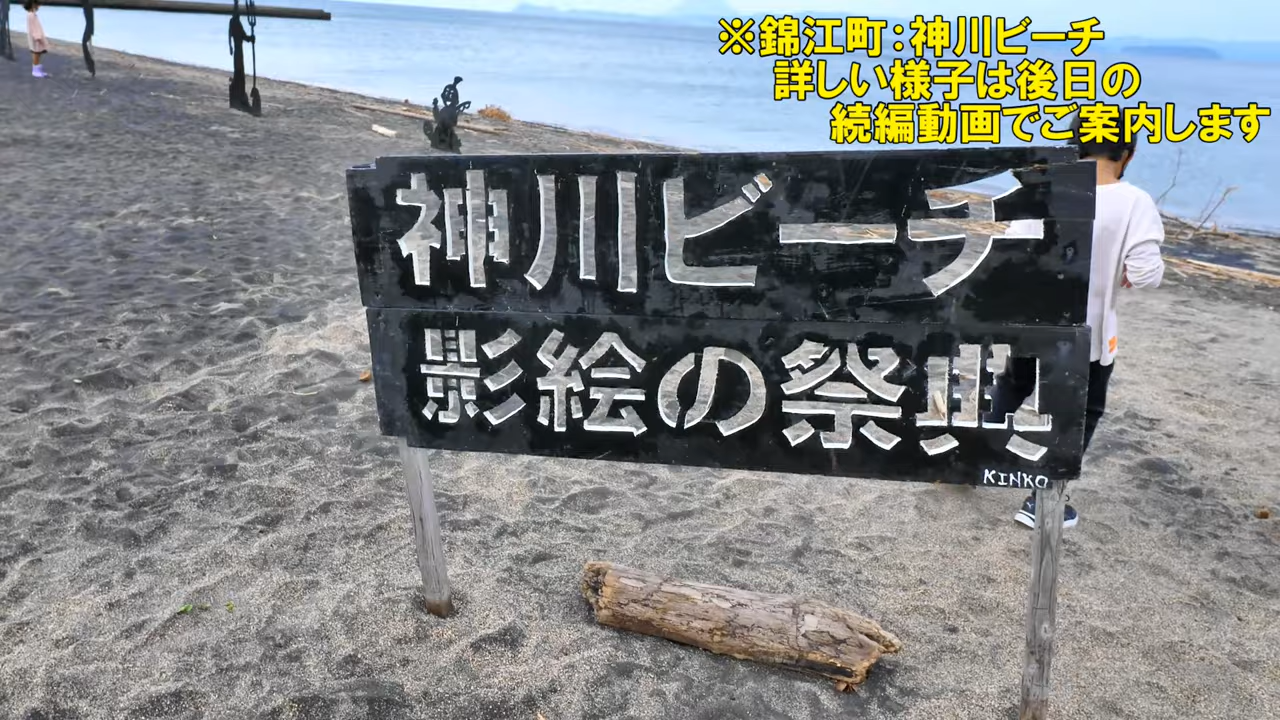 ※錦江町：神川ビーチ
詳しい様子は後日の
続編動画でご案内します
神川ビーチ
影絵の祭典
KINKO